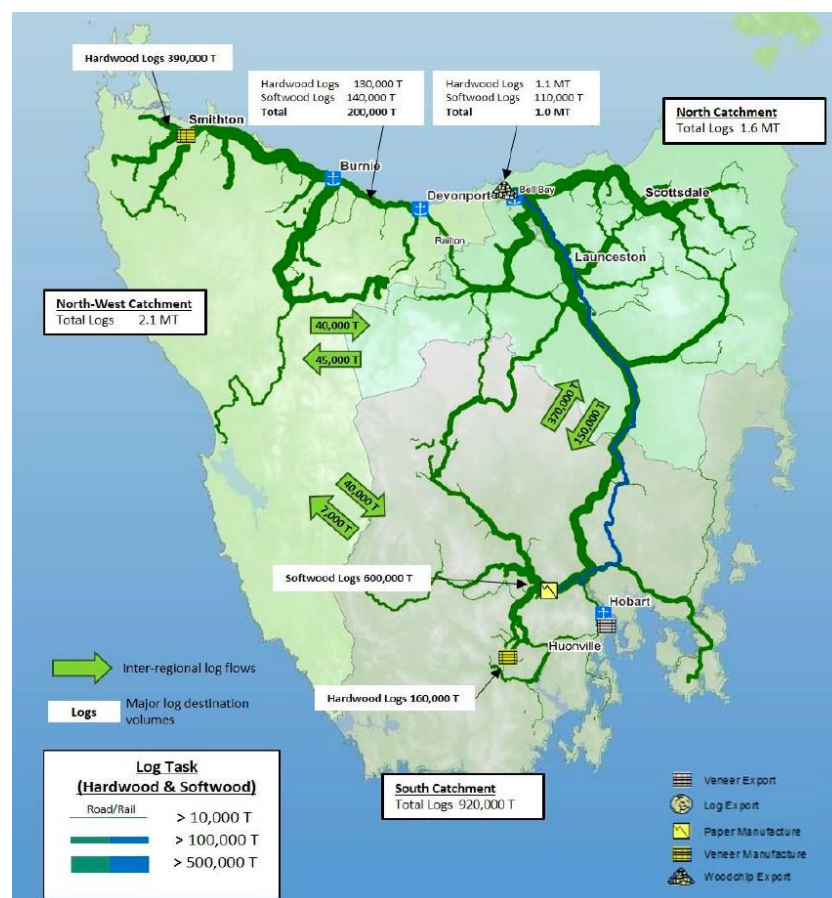 Hardwood Logs 390,000 T
Hardwood Logs 130,000 T
Softwood Logs 140,000 T
Total 200,000 T
Hardwood Logs 1.1 MT
Softwood Logs 110,000 T
Total 1.0 MT
North Catchment
Total Logs 1.6 MT
Smithton
Burnie
Devonport
Bell Bay
Scottsdale
Railton
Launceston
North-West Catchment
Total Logs 2.1 MT
40,000 T
45,000 T
370,000 T
150,000 T
40,000 T
7,000 T
Softwood Logs 600,000 T
Hobart
Huonville
Hardwood Logs 160,000 T
Inter-regional log flows
Logs
Major log destination
volumes
South Catchment
Total Logs 920,000 T
Log Task
(Hardwood & Softwood)
Road/Rail
> 10,000 T
> 100,000 T
> 500,000 T
Veneer Export
Log Export
Paper Manufacture
Veneer Manufacture
Woodchip Export